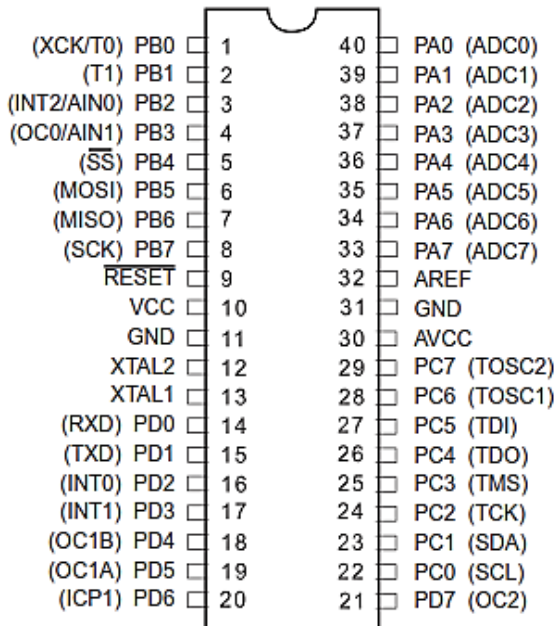 (XCK/T0) PB0 1 40 PA0 (ADC0)
(T1) PB1 2 39 PA1 (ADC1)
(INT2/AIN0) PB2 3 38 PA2 (ADC2)
(OC0/AIN1) PB3 4 37 PA3 (ADC3)
(S̅S̅) PB4 5 36 PA4 (ADC4)
(MOSI) PB5 6 35 PA5 (ADC5)
(MISO) PB6 7 34 PA6 (ADC6)
(SCK) PB7 8 33 PA7 (ADC7)
R̅E̅S̅E̅T̅ 9 32 AREF
VCC 10 31 GND
GND 11 30 AVCC
XTAL2 12 29 PC7 (TOSC2)
XTAL1 13 28 PC6 (TOSC1)
(RXD) PD0 14 27 PC5 (TDI)
(TXD) PD1 15 26 PC4 (TDO)
(INT0) PD2 16 25 PC3 (TMS)
(INT1) PD3 17 24 PC2 (TCK)
(OC1B) PD4 18 23 PC1 (SDA)
(OC1A) PD5 19 22 PC0 (SCL)
(ICP1) PD6 20 21 PD7 (OC2)